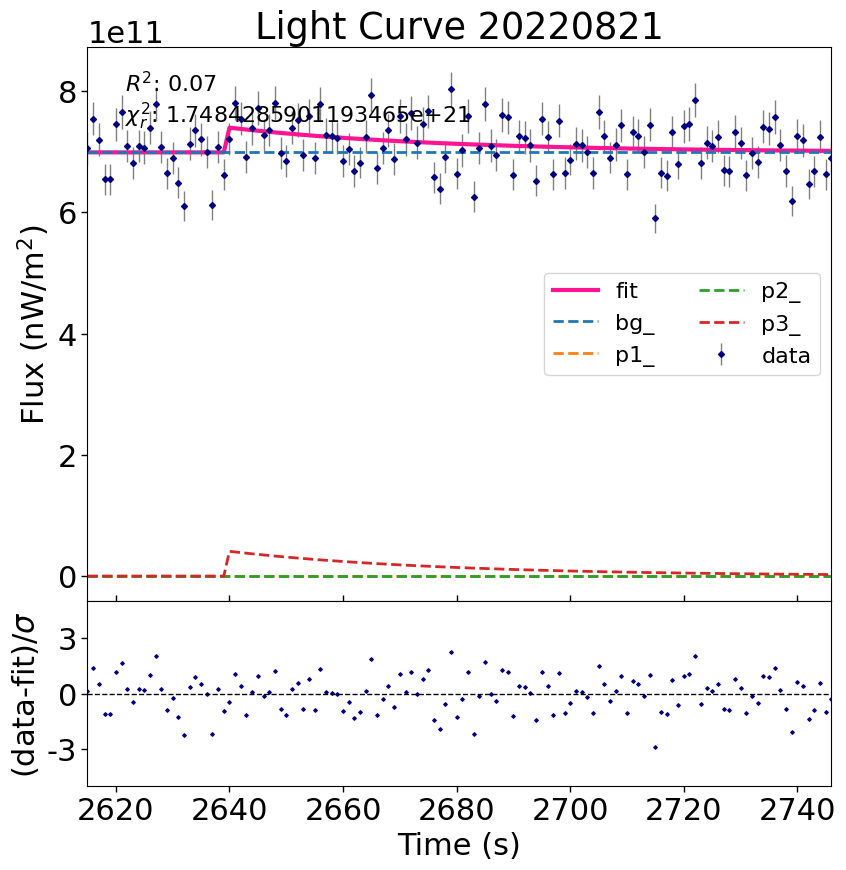 Light Curve 20220821
1e11
R²: 0.07
χ²ᵣ: 1.7484285901193465e+21
8
6
4
2
0
Flux (nW/m²)
fit
bg_
p1_
p2_
p3_
data
3
0
-3
(data-fit)/σ
2620 2640 2660 2680 2700 2720 2740
Time (s)